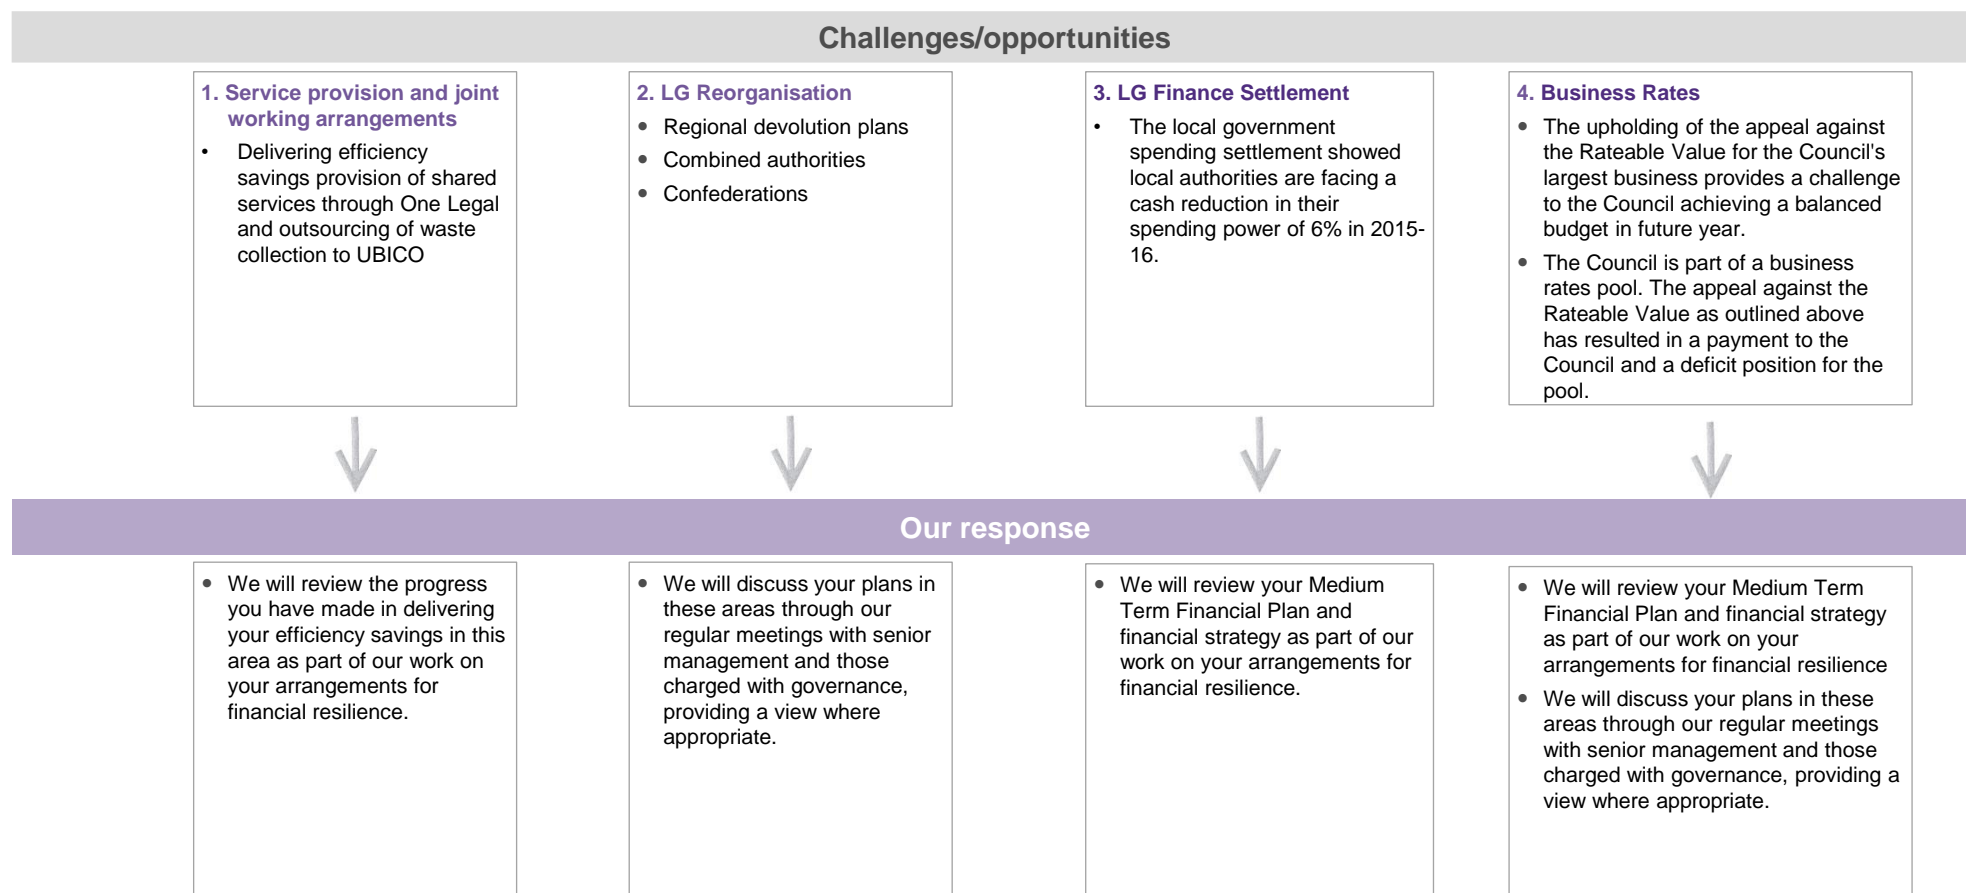 Challenges/opportunities
1. Service provision and joint
working arrangements
• Delivering efficiency
savings provision of shared
services through One Legal
and outsourcing of waste
collection to UBICO
2. LG Reorganisation
• Regional devolution plans
• Combined authorities
• Confederations
3. LG Finance Settlement
• The local government
spending settlement showed
local authorities are facing a
cash reduction in their
spending power of 6% in 2015-
16.
4. Business Rates
• The upholding of the appeal against
the Rateable Value for the Council's
largest business provides a challenge
to the Council achieving a balanced
budget in future year.
• The Council is part of a business
rates pool. The appeal against the
Rateable Value as outlined above
has resulted in a payment to the
Council and a deficit position for the
pool.
Our response
• We will review the progress
you have made in delivering
your efficiency savings in this
area as part of our work on
your arrangements for
financial resilience.
• We will discuss your plans in
these areas through our
regular meetings with senior
management and those
charged with governance,
providing a view where
appropriate.
• We will review your Medium
Term Financial Plan and
financial strategy as part of our
work on your arrangements for
financial resilience.
• We will review your Medium Term
Financial Plan and financial strategy
as part of our work on your
arrangements for financial resilience
• We will discuss your plans in these
areas through our regular meetings
with senior management and those
charged with governance, providing a
view where appropriate.